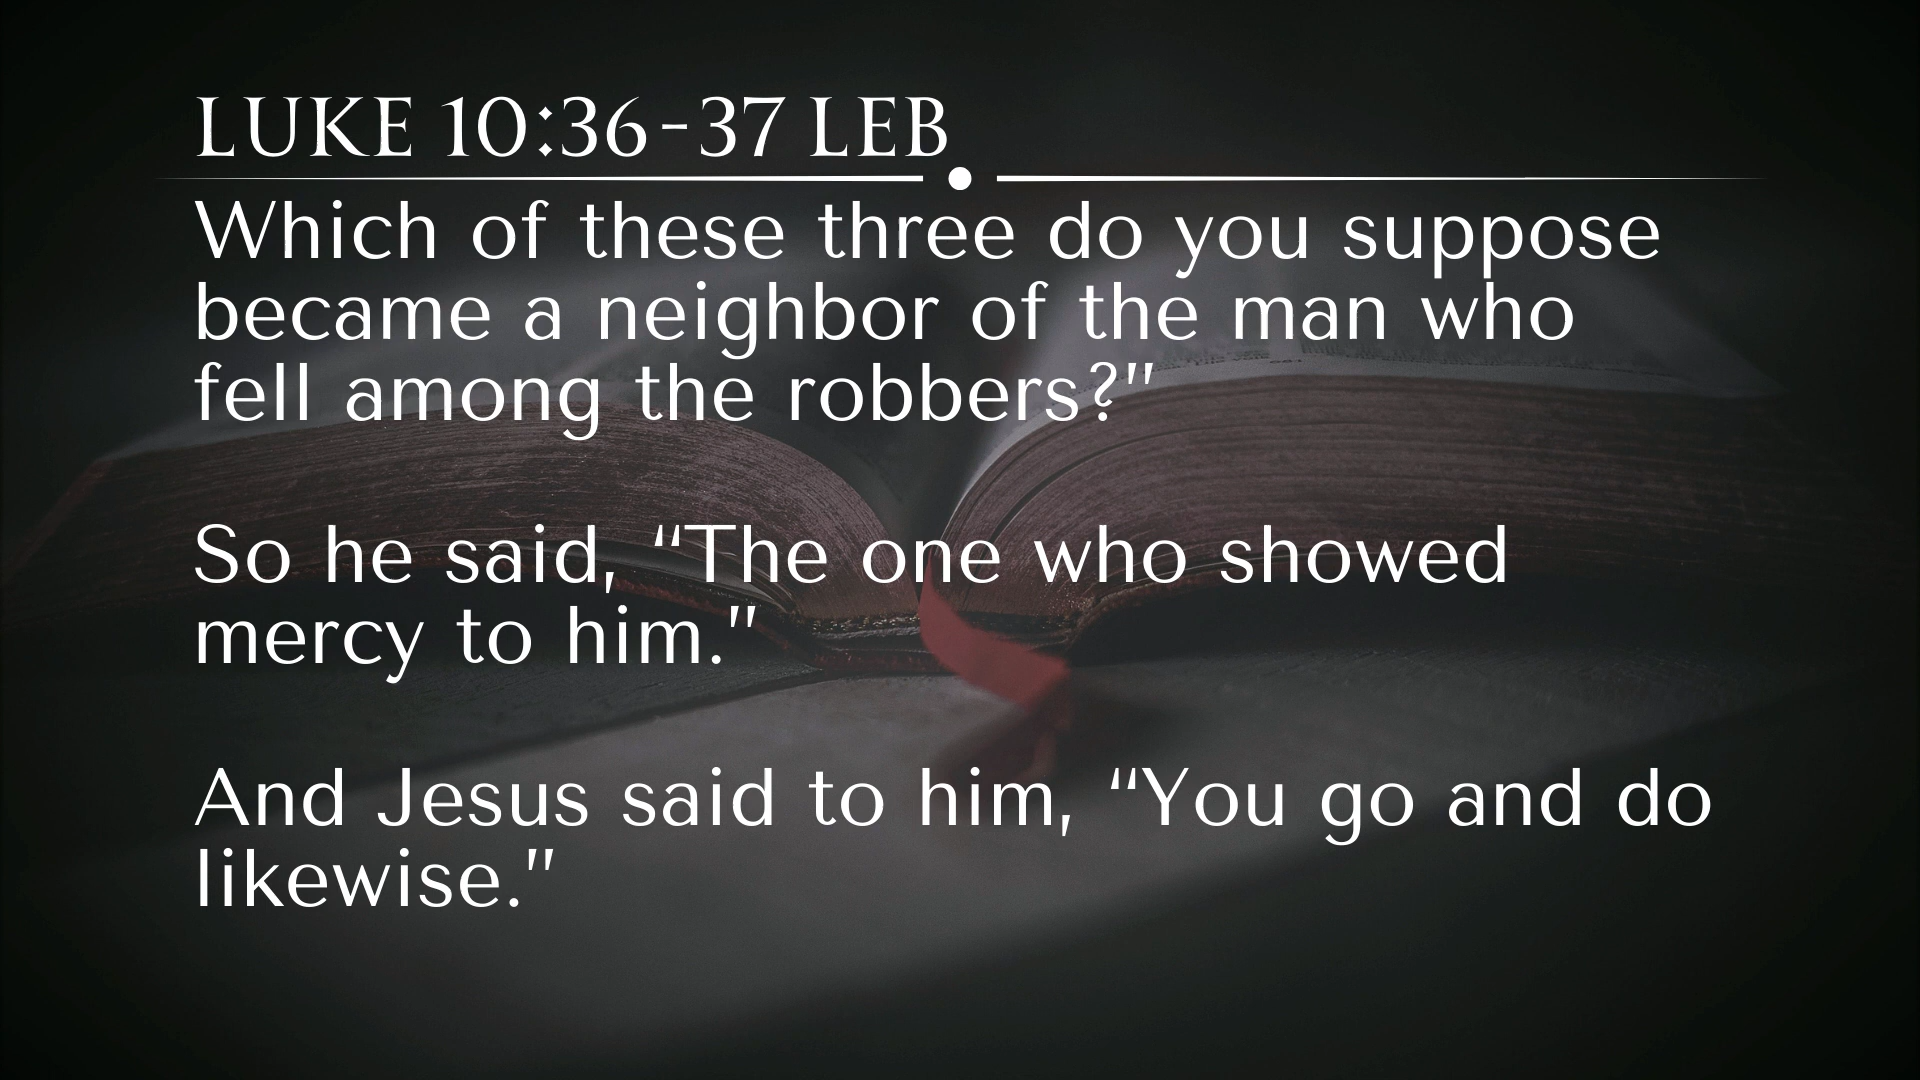 LUKE 10:36-37 LEB
Which of these three do you suppose
became a neighbor of the man who
fell among the robbers?”
So he said, “The one who showed
mercy to him.”
And Jesus said to him, “You go and do
likewise.”